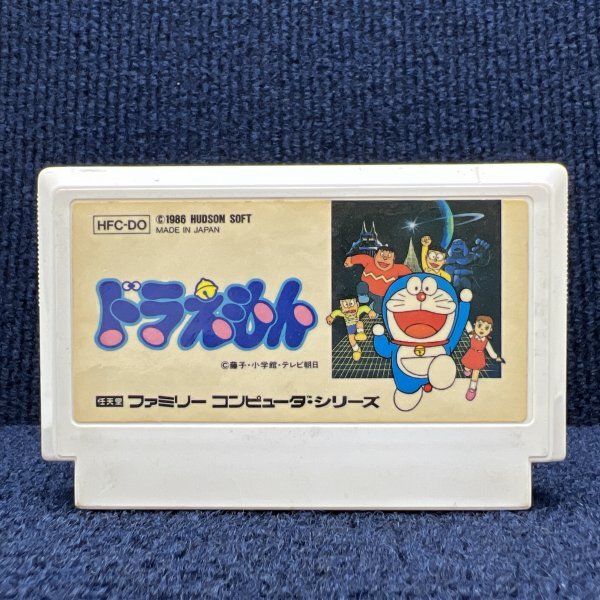 HFC-DO
©1986 HUDSON SOFT
MADE IN JAPAN
ドラえもん
©藤子・小学館・テレビ朝日
任天堂 ファミリー コンピュータ・シリーズ